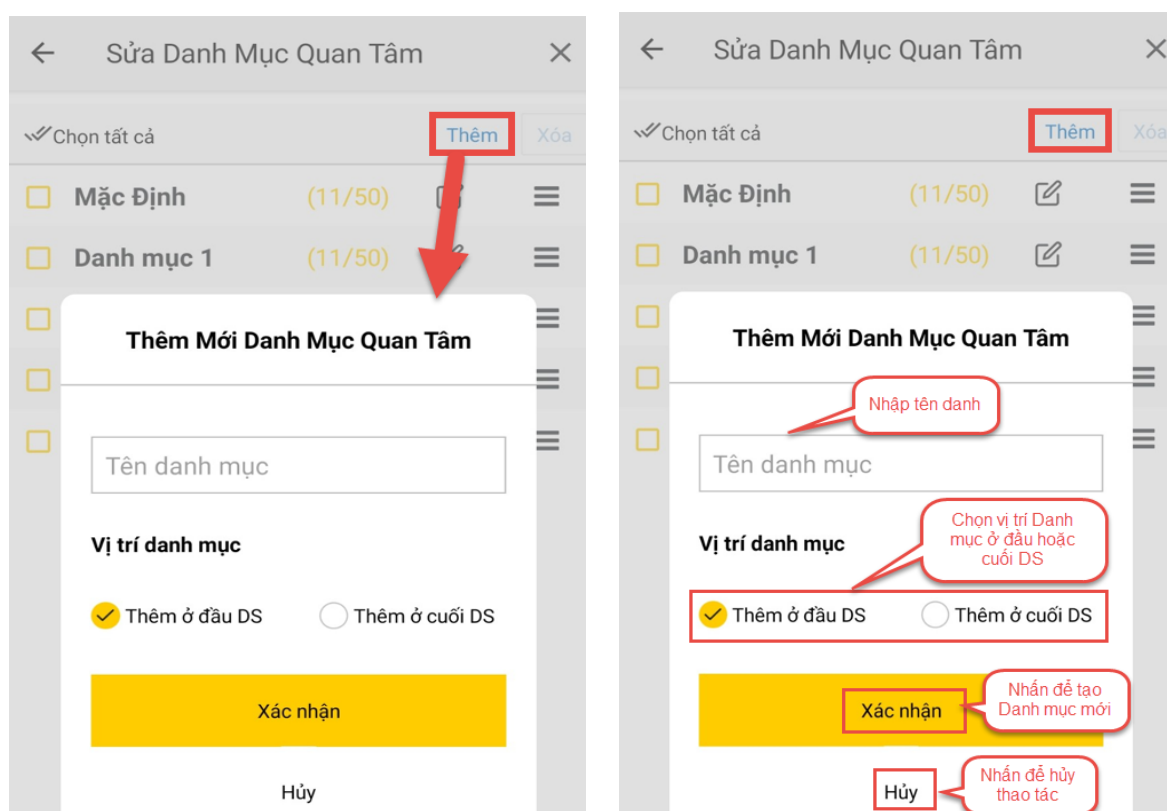 Sửa Danh Mục Quan Tâm
Chọn tất cả
Thêm
Xóa
Mặc Định
(11/50)
Danh mục 1
(11/50)
Thêm Mới Danh Mục Quan Tâm
Tên danh mục
Vị trí danh mục
Thêm ở đầu DS
Thêm ở cuối DS
Xác nhận
Hủy
Sửa Danh Mục Quan Tâm
Chọn tất cả
Thêm
Xóa
Mặc Định
(11/50)
Danh mục 1
(11/50)
Thêm Mới Danh Mục Quan Tâm
Nhập tên danh
Tên danh mục
Chọn vị trí Danh
mục ở đầu hoặc
cuối DS
Vị trí danh mục
Thêm ở đầu DS
Thêm ở cuối DS
Nhấn để tạo
Danh mục mới
Xác nhận
Nhấn để hủy
thao tác
Hủy